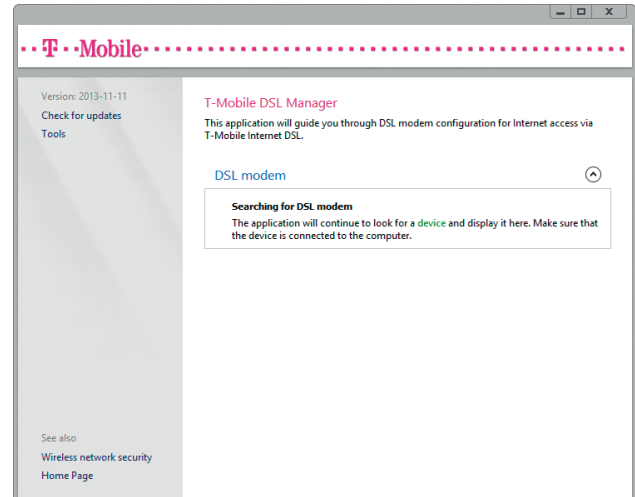 T··Mobile
Version: 2013-11-11
Check for updates
Tools
T-Mobile DSL Manager
This application will guide you through DSL modem configuration for Internet access via
T-Mobile Internet DSL.
DSL modem
Searching for DSL modem
The application will continue to look for a device and display it here. Make sure that
the device is connected to the computer.
See also
Wireless network security
Home Page